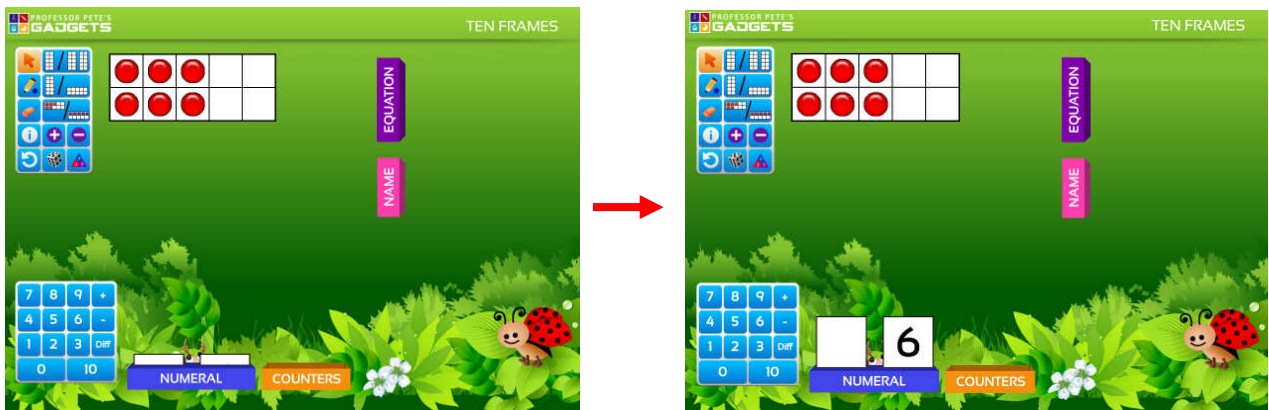 PROFESSOR PETE'S
GADGETS
TEN FRAMES
EQUATION
NAME
7 8 9 +
4 5 6 -
1 2 3 Diff
0 10
NUMERAL
COUNTERS
PROFESSOR PETE'S
GADGETS
TEN FRAMES
EQUATION
NAME
7 8 9 +
4 5 6 -
1 2 3 Diff
0 10
6
NUMERAL
COUNTERS